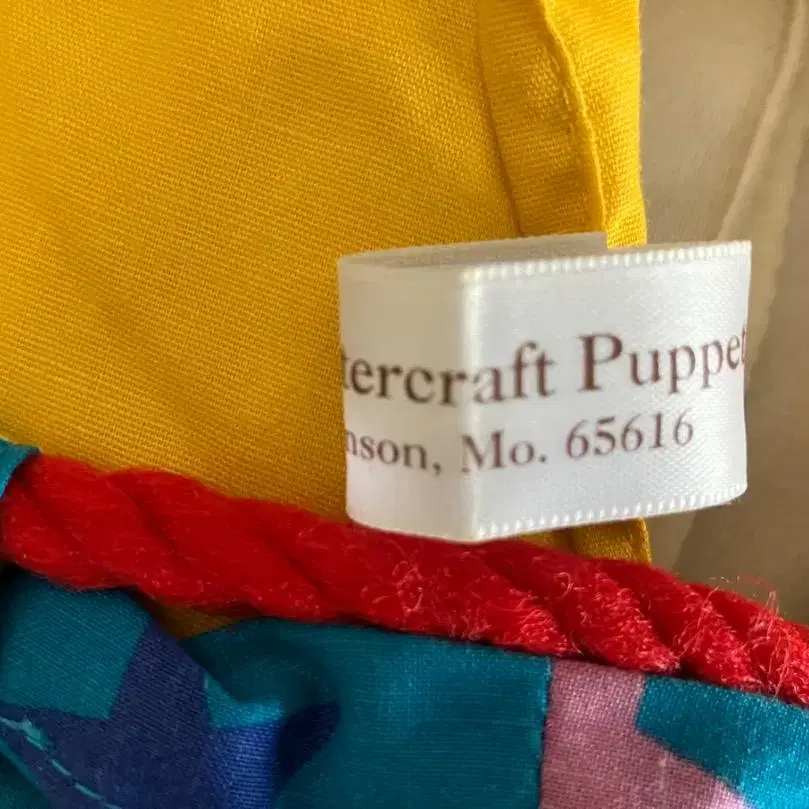 tercraft Puppet
nson, Mo. 65616